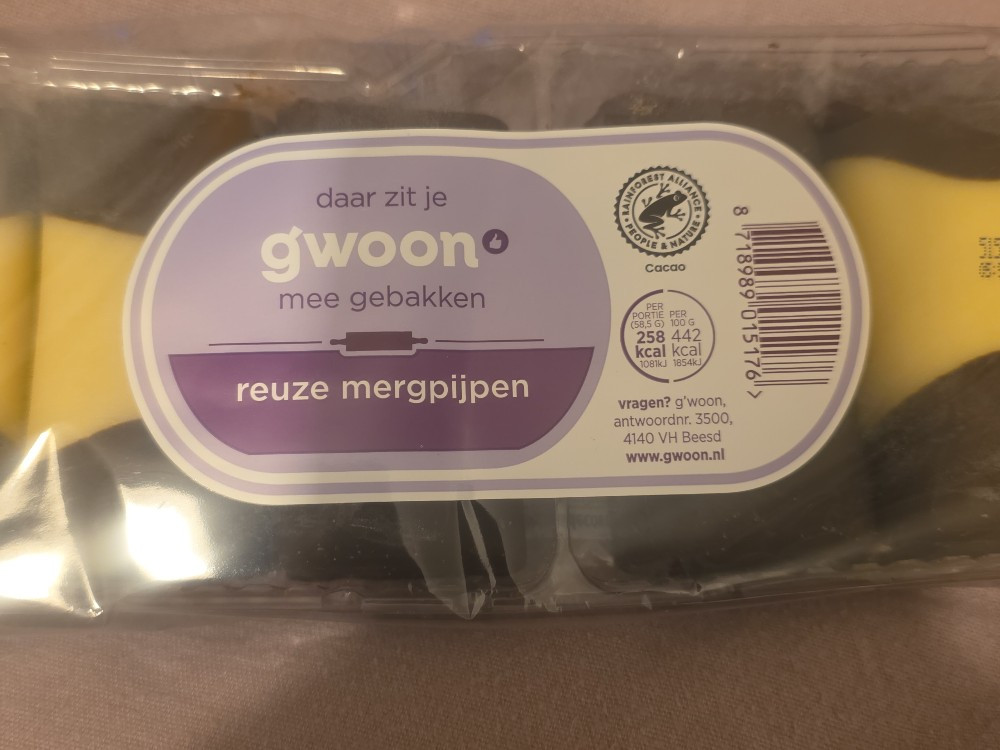 daar zit je
g'woon
mee gebakken
reuze mergpijpen
RAINFOREST ALLIANCE
PEOPLE & NATURE
Cacao
PER PORTIE (58,5 G)
258 kcal
1081kJ
PER 100 G
442 kcal
1854kJ
vragen? g'woon,
antwoordnr. 3500,
4140 VH Beesd
www.gwoon.nl
8 718989 015176 >